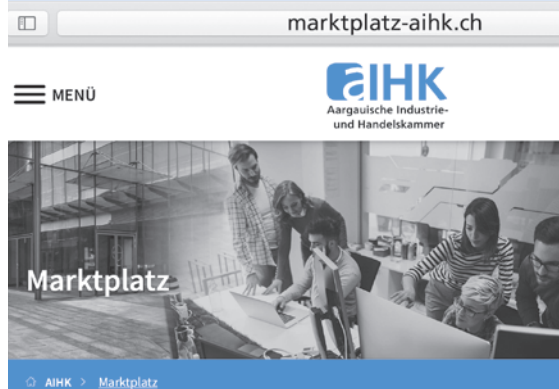 marktplatz-aihk.ch
MENÜ
aIHK
Aargauische Industrie-
und Handelskammer
Marktplatz
AIHK > Marktplatz